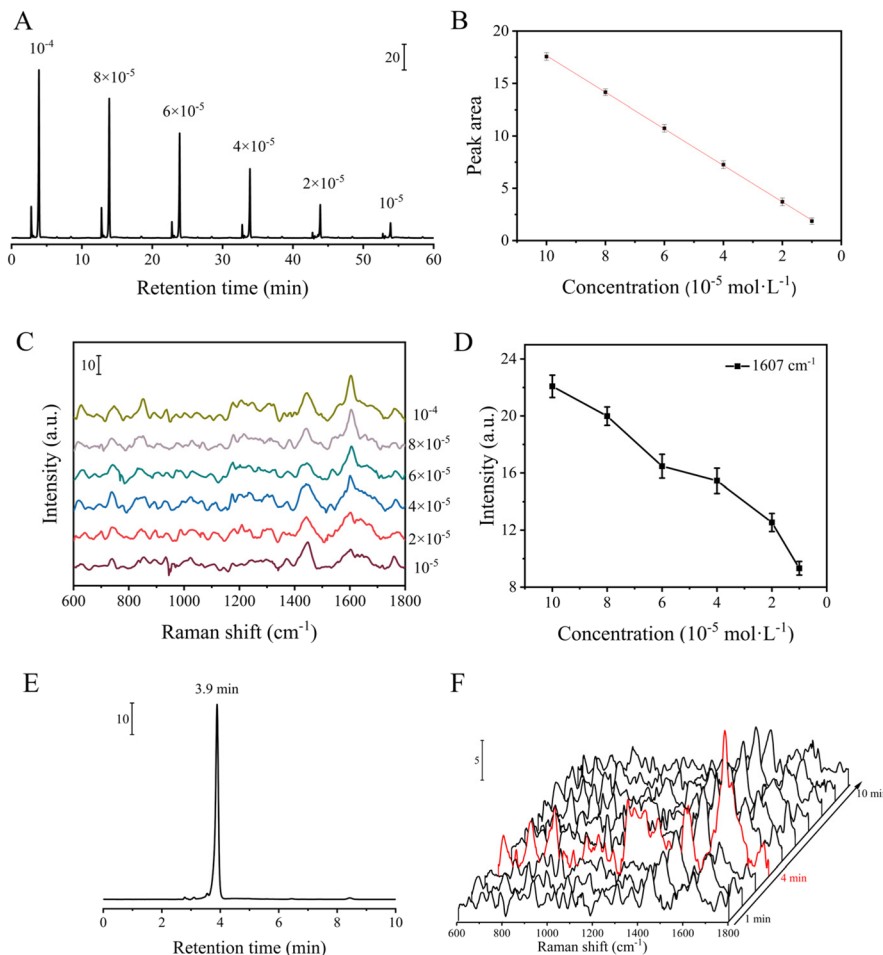 A
10⁻⁴
8×10⁻⁵
6×10⁻⁵
4×10⁻⁵
2×10⁻⁵
10⁻⁵
20
0 10 20 30 40 50 60
Retention time (min)
B
20
15
10
5
0
Peak area
10 8 6 4 2 0
Concentration (10⁻⁵ mol·L⁻¹)
C
10
10⁻⁴
8×10⁻⁵
6×10⁻⁵
4×10⁻⁵
2×10⁻⁵
10⁻⁵
Intensity (a.u.)
600 800 1000 1200 1400 1600 1800
Raman shift (cm⁻¹)
D
1607 cm⁻¹
24
20
16
12
8
Intensity (a.u.)
10 8 6 4 2 0
Concentration (10⁻⁵ mol·L⁻¹)
E
3.9 min
10
0 2 4 6 8 10
Retention time (min)
F
5
10 min
4 min
1 min
600 800 1000 1200 1400 1600 1800
Raman shift (cm⁻¹)